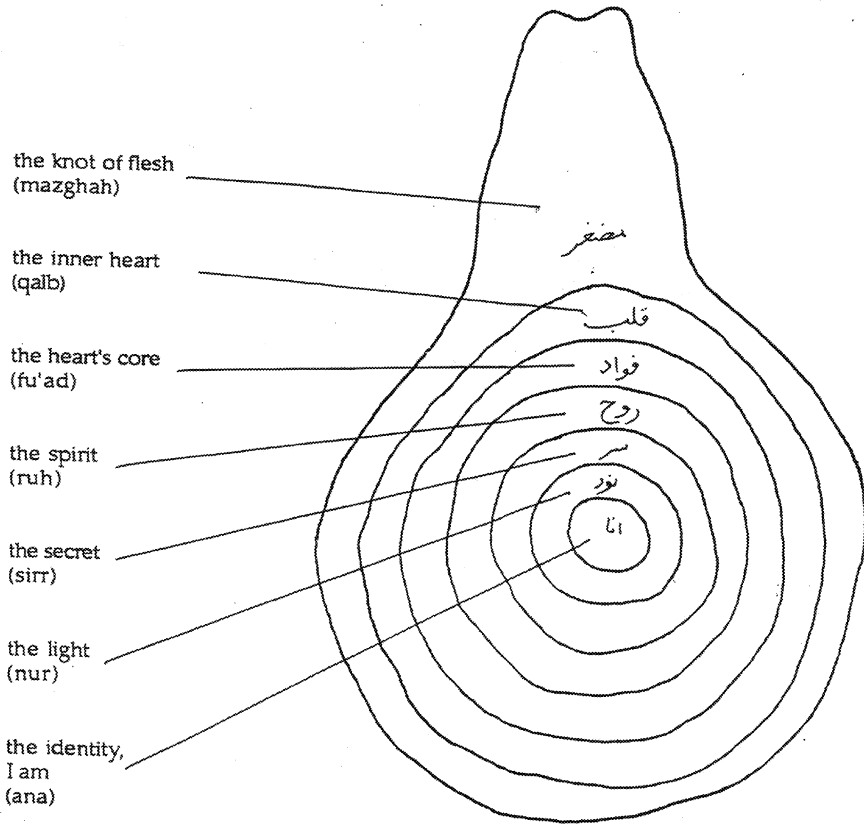 the knot of flesh
(mazghah)
the inner heart
(qalb)
the heart's core
(fu'ad)
the spirit
(ruh)
the secret
(sirr)
the light
(nur)
the identity,
I am
(ana)
مضغہ
قلب
فواد
روح
سر
نور
انا